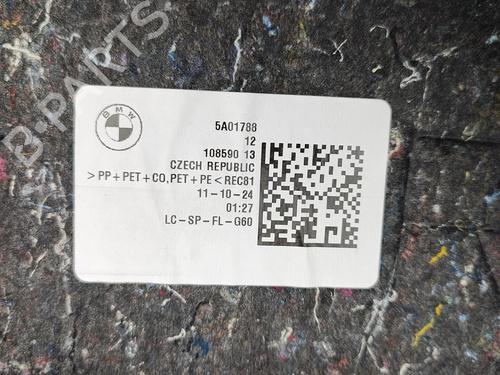 BMW
5A01788
12
108590 13
CZECH REPUBLIC
>PP+PET+CO,PET+PE<REC81
11-10-24
01:27
LC-SP-FL-G60
B-PARTS